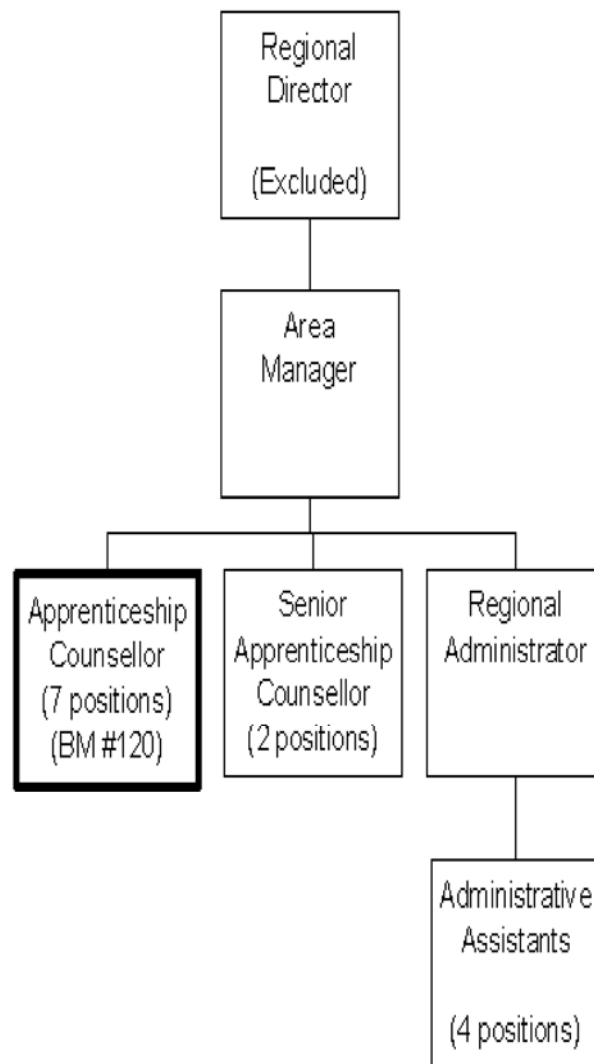 Regional
Director
(Excluded)
Area
Manager
Apprenticeship
Counsellor
(7 positions)
(BM #120)
Senior
Apprenticeship
Counsellor
(2 positions)
Regional
Administrator
Administrative
Assistants
(4 positions)